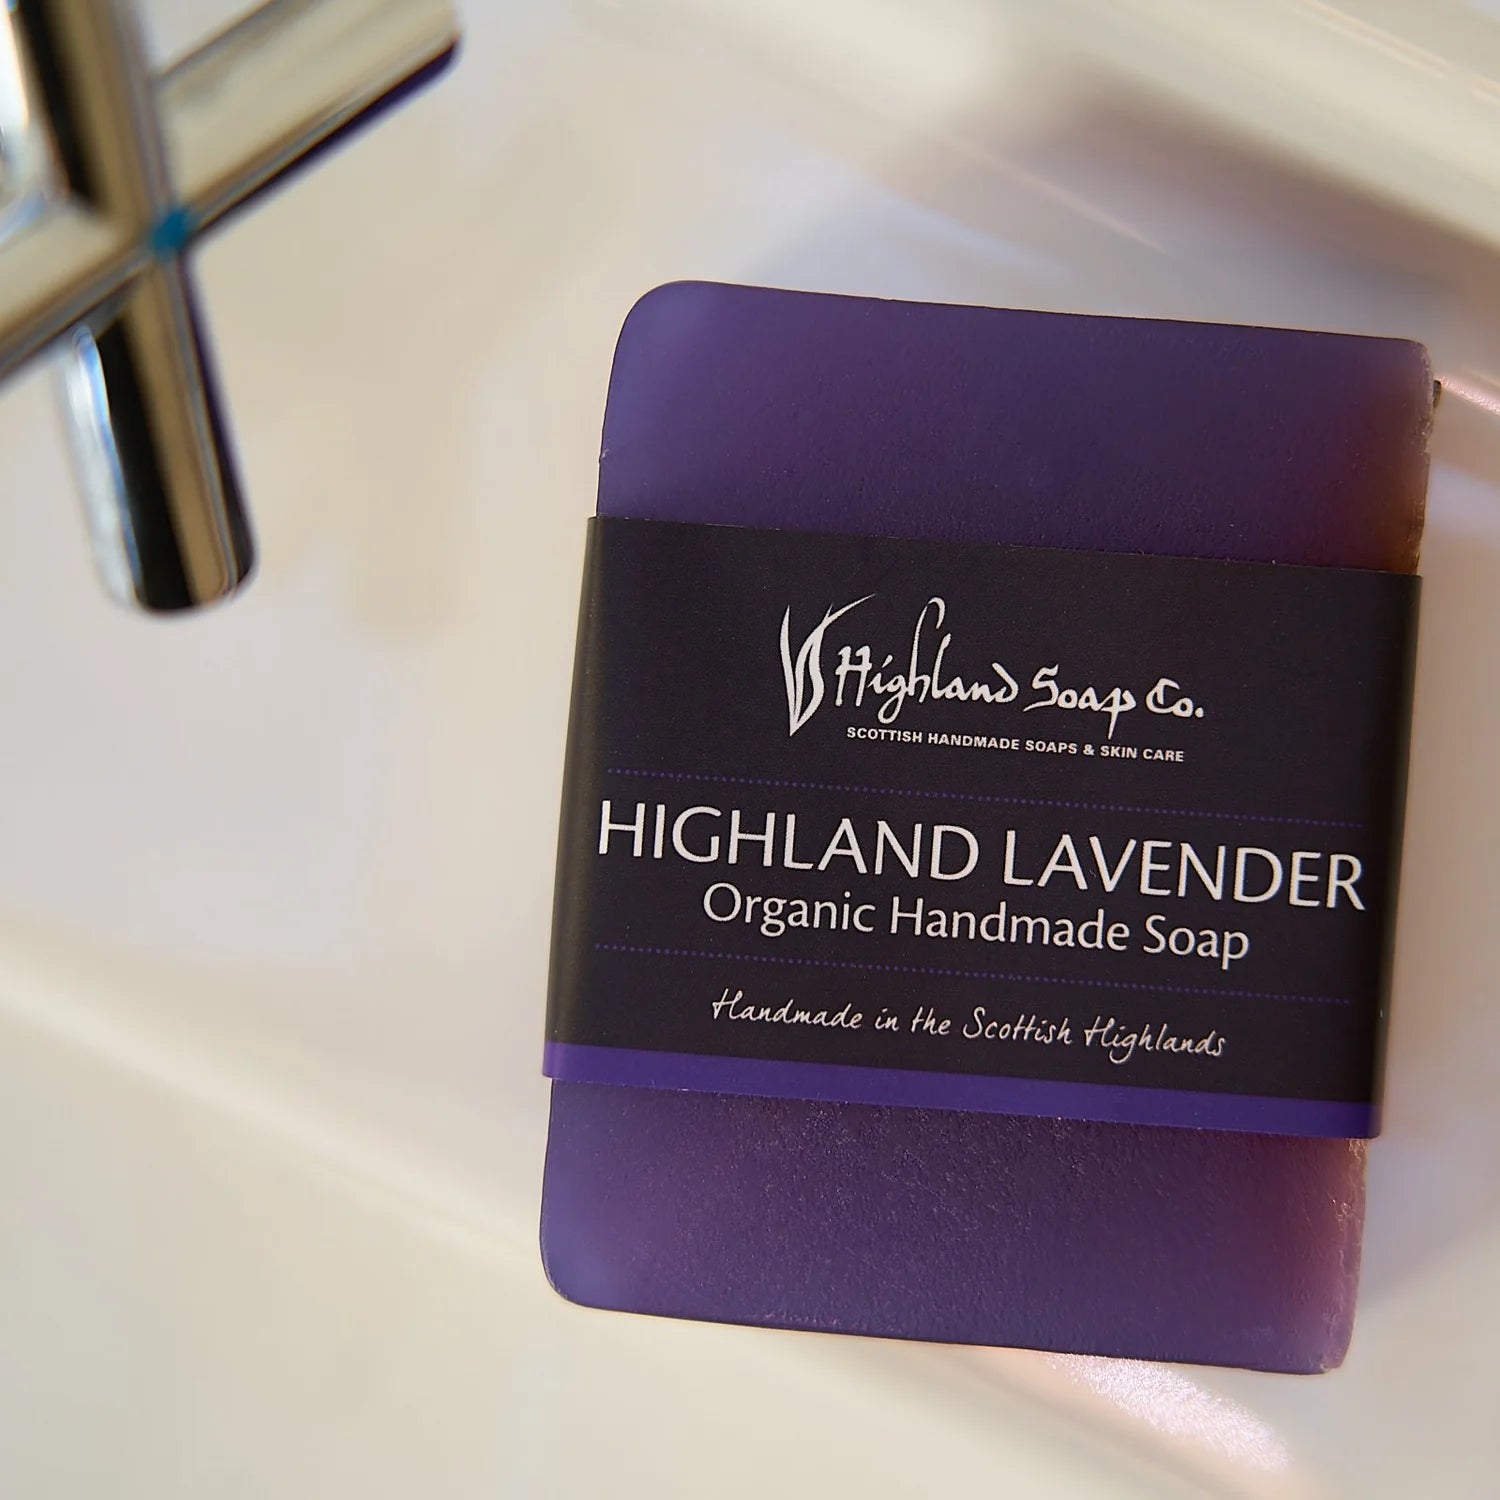 Highland Soap Co.
SCOTTISH HANDMADE SOAPS & SKIN CARE
HIGHLAND LAVENDER
Organic Handmade Soap
Handmade in the Scottish Highlands